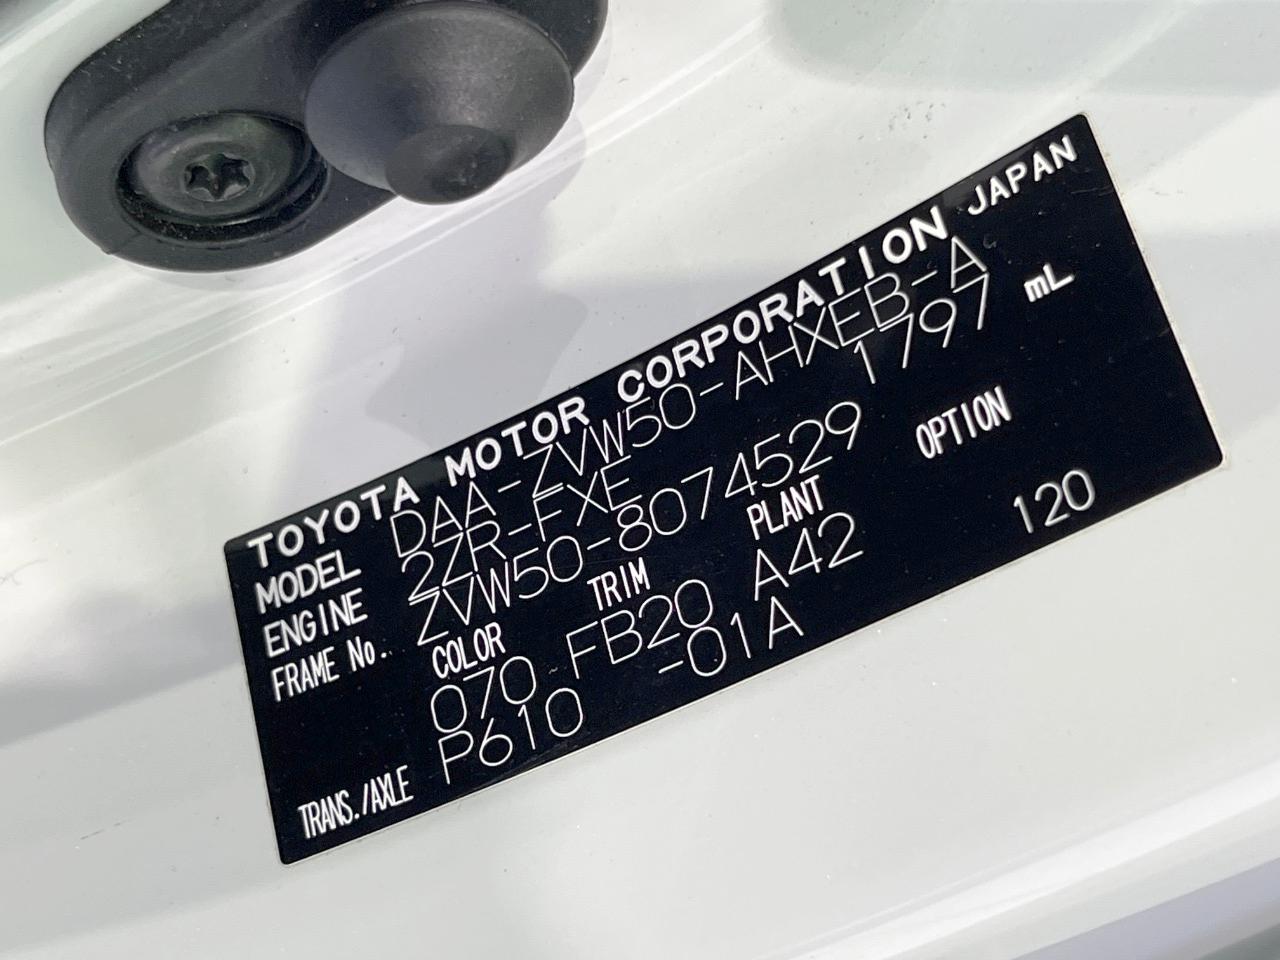 TOYOTA MOTOR CORPORATION JAPAN
MODEL DAA-ZVW50-AHXEB-A
ENGINE 2ZR-FXE 1797 mL
FRAME No. ZVW50-8074529
COLOR TRIM PLANT OPTION
070 FB20 A42 120
TRANS./AXLE P610 -01A